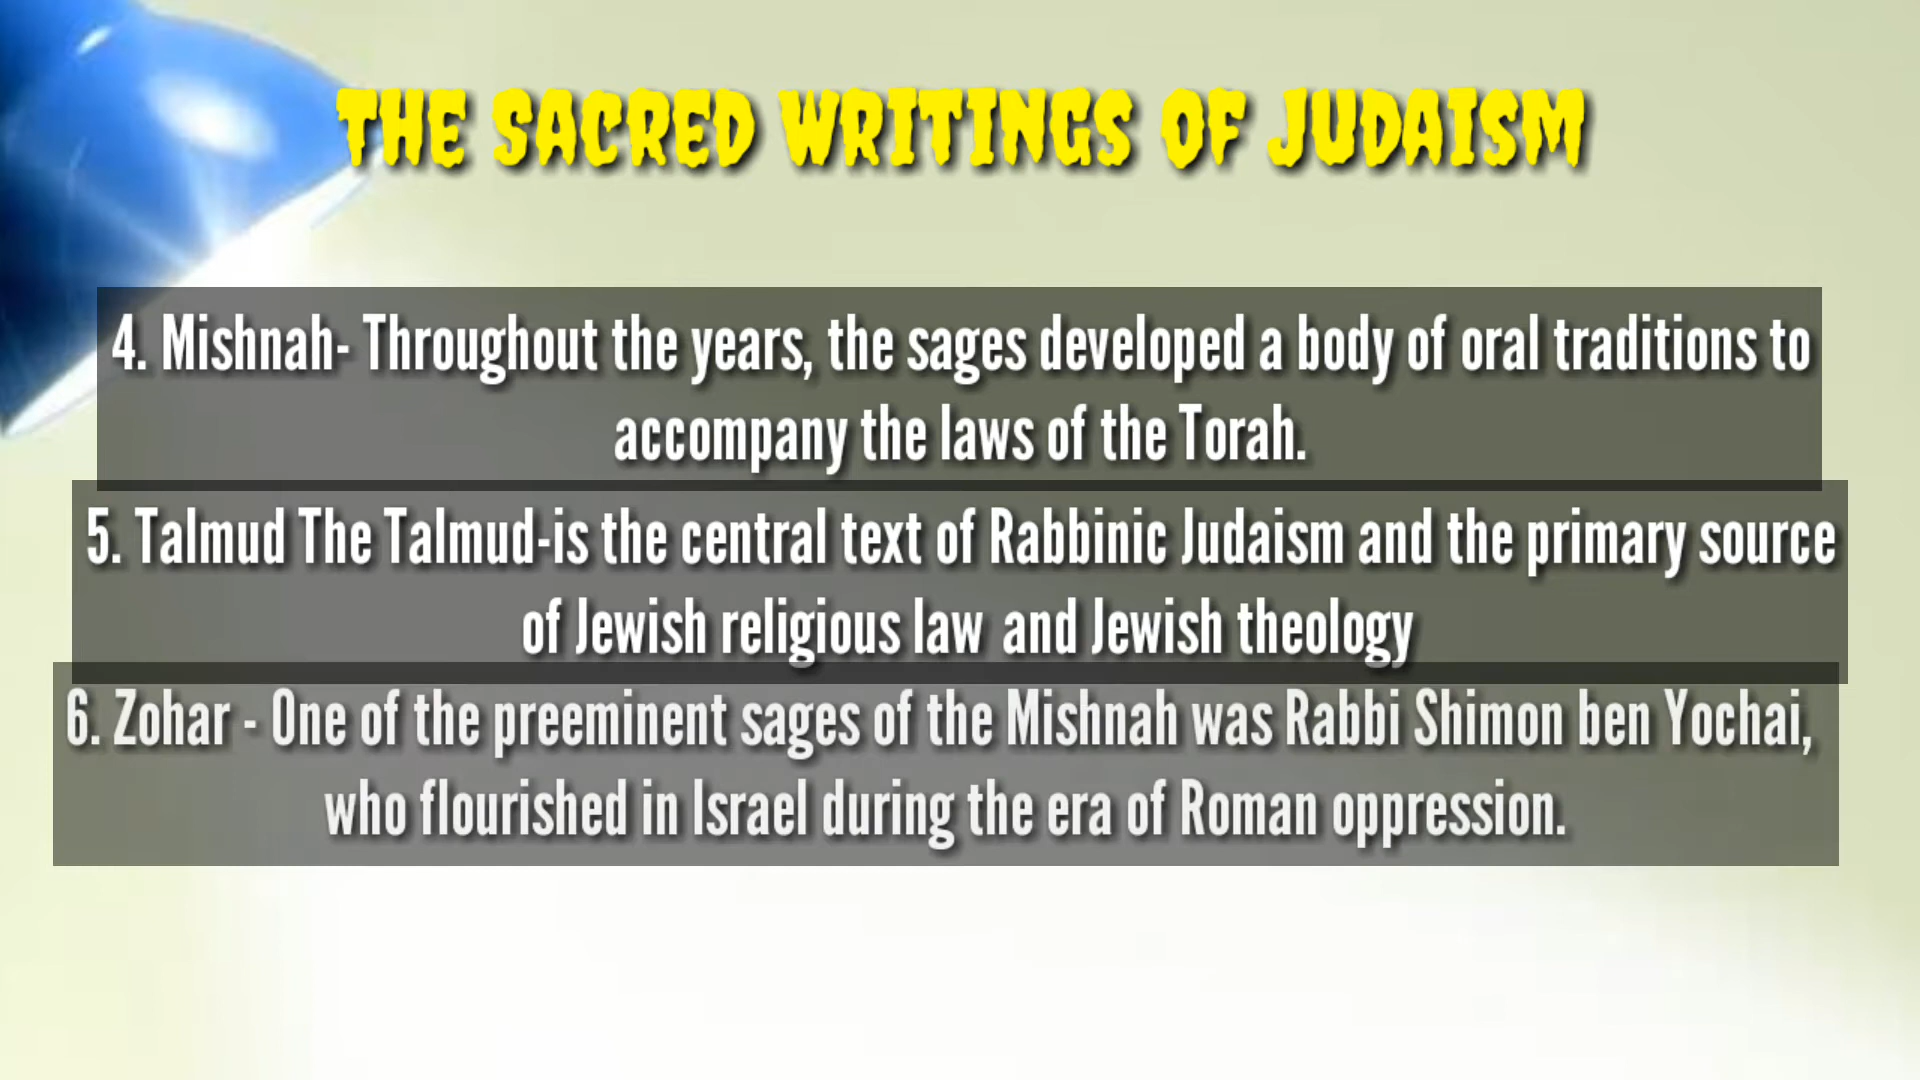 THE SACRED WRITINGS OF JUDAISM
4. Mishnah- Throughout the years, the sages developed a body of oral traditions to
accompany the laws of the Torah.
5. Talmud The Talmud-is the central text of Rabbinic Judaism and the primary source
of Jewish religious law and Jewish theology
6. Zohar - One of the preeminent sages of the Mishnah was Rabbi Shimon ben Yochai,
who flourished in Israel during the era of Roman oppression.